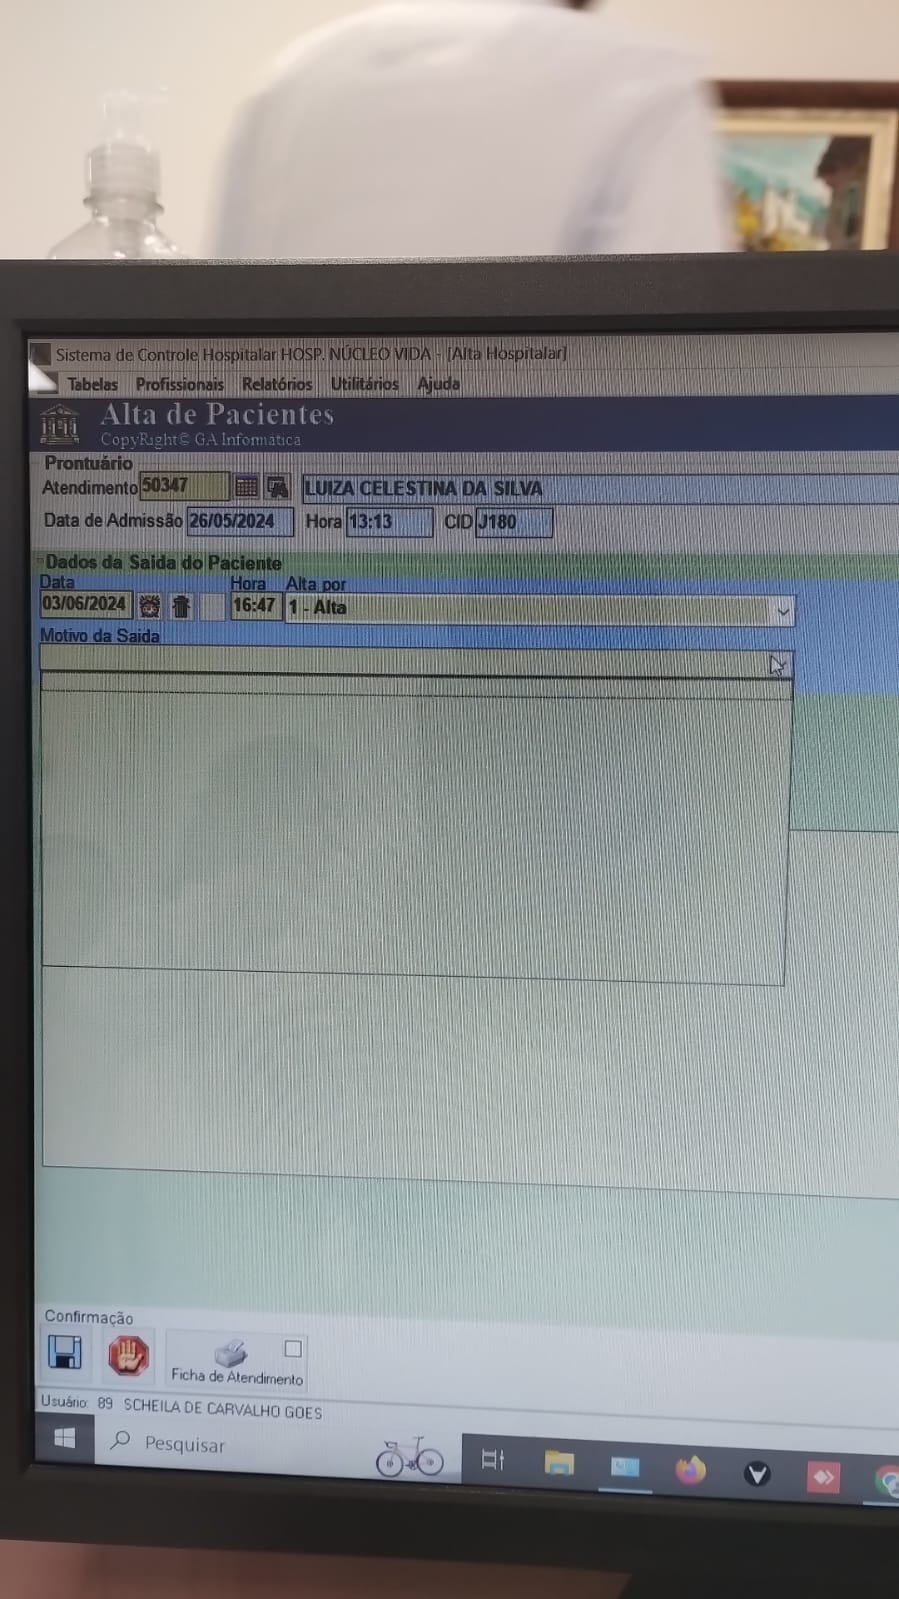 Sistema de Controle Hospitalar HOSP. NÚCLEO VIDA - [Alta Hospitalar]
Tabelas Profissionais Relatórios Utilitários Ajuda
Alta de Pacientes
CopyRight© GA Informática
Prontuário
Atendimento 50347 LUIZA CELESTINA DA SILVA
Data de Admissão 26/05/2024 Hora 13:13 CID J180
Dados da Saida do Paciente
Data Hora Alta por
03/06/2024 16:47 1 - Alta
Motivo da Saida
Confirmação
Ficha de Atendimento
Usuário: 89 SCHEILA DE CARVALHO GOES
Pesquisar